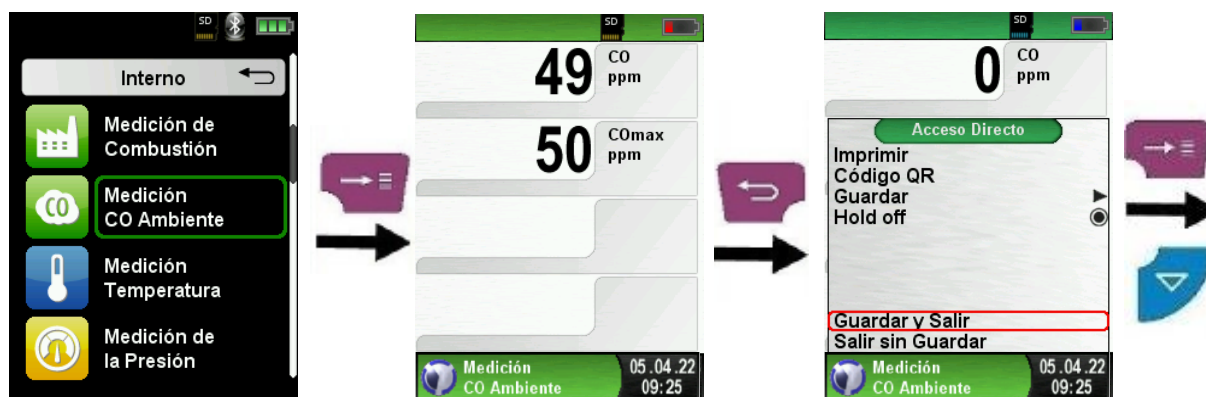 SD
Interno
Medición de
Combustión
CO
Medición
CO Ambiente
Medición
Temperatura
Medición de
la Presión
SD
49 CO
ppm
50 COmax
ppm
Medición
CO Ambiente
05.04.22
09:25
SD
0 CO
ppm
Acceso Directo
Imprimir
Código QR
Guardar
Hold off
Guardar y Salir
Salir sin Guardar
Medición
CO Ambiente
05.04.22
09:25